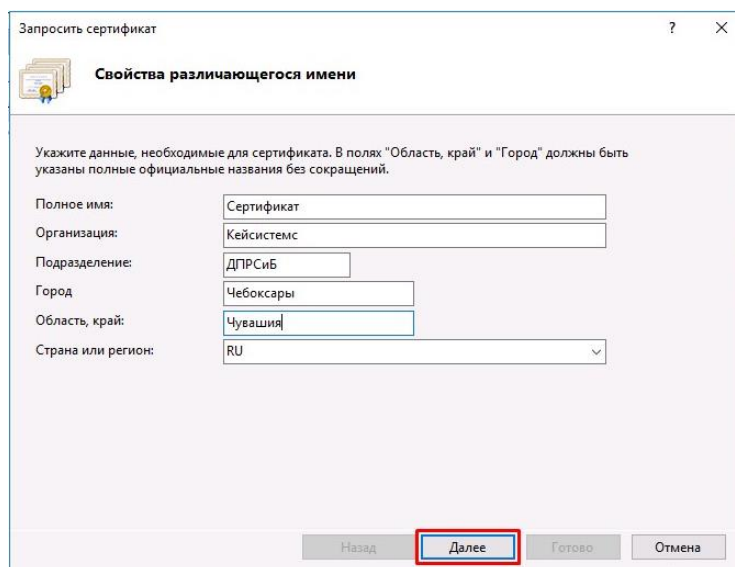 Запросить сертификат
Свойства различающегося имени
Укажите данные, необходимые для сертификата. В полях "Область, край" и "Город" должны быть
указаны полные официальные названия без сокращений.
Полное имя: Сертификат
Организация: Кейсистемс
Подразделение: ДПРСиБ
Город Чебоксары
Область, край: Чувашия
Страна или регион: RU
Назад Далее Готово Отмена